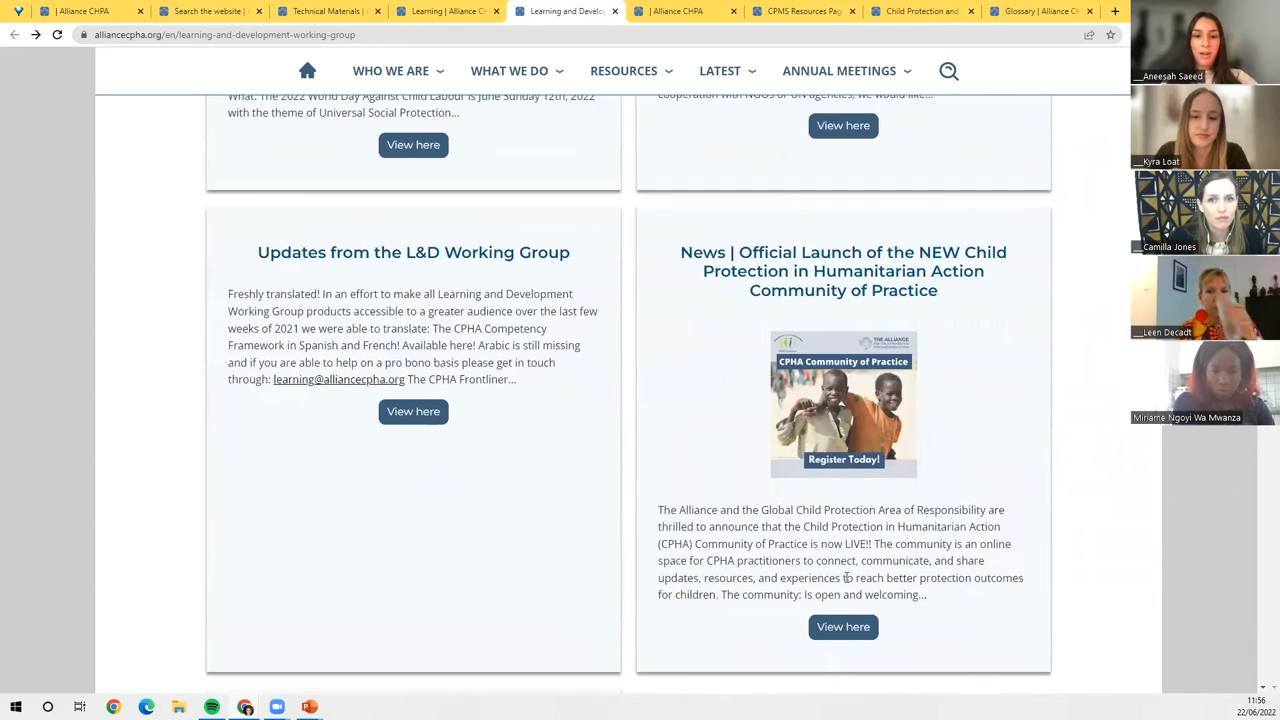 Alliance CHPA
Search the website |
Technical Materials |
Learning | Alliance C
Learning and Develo
| Alliance CHPA
CPMS Resources Pag
Child Protection and
Glossary | Alliance C
alliancecpha.org/en/learning-and-development-working-group
WHO WE ARE
WHAT WE DO
RESOURCES
LATEST
ANNUAL MEETINGS
What: The 2022 World Day Against Child Labour is June Sunday 12th, 2022
with the theme of Universal Social Protection...
View here
cooperation with NGOs or UN agencies, we would like...
View here
Updates from the L&D Working Group
Freshly translated! In an effort to make all Learning and Development
Working Group products accessible to a greater audience over the last few
weeks of 2021 we were able to translate: The CPHA Competency
Framework in Spanish and French! Available here! Arabic is still missing
and if you are able to help on a pro bono basis please get in touch
through: learning@alliancecpha.org The CPHA Frontliner...
View here
News | Official Launch of the NEW Child
Protection in Humanitarian Action
Community of Practice
THE ALLIANCE
CPHA Community of Practice
Register Today!
The Alliance and the Global Child Protection Area of Responsibility are
thrilled to announce that the Child Protection in Humanitarian Action
(CPHA) Community of Practice is now LIVE!! The community is an online
space for CPHA practitioners to connect, communicate, and share
updates, resources, and experiences to reach better protection outcomes
for children. The community: Is open and welcoming...
View here
__Aneesah Saeed
__Kyra Loat
__Camilla Jones
__Leen Decadt
Miriame Ngoyi Wa Mwanza
11:56
22/06/2022